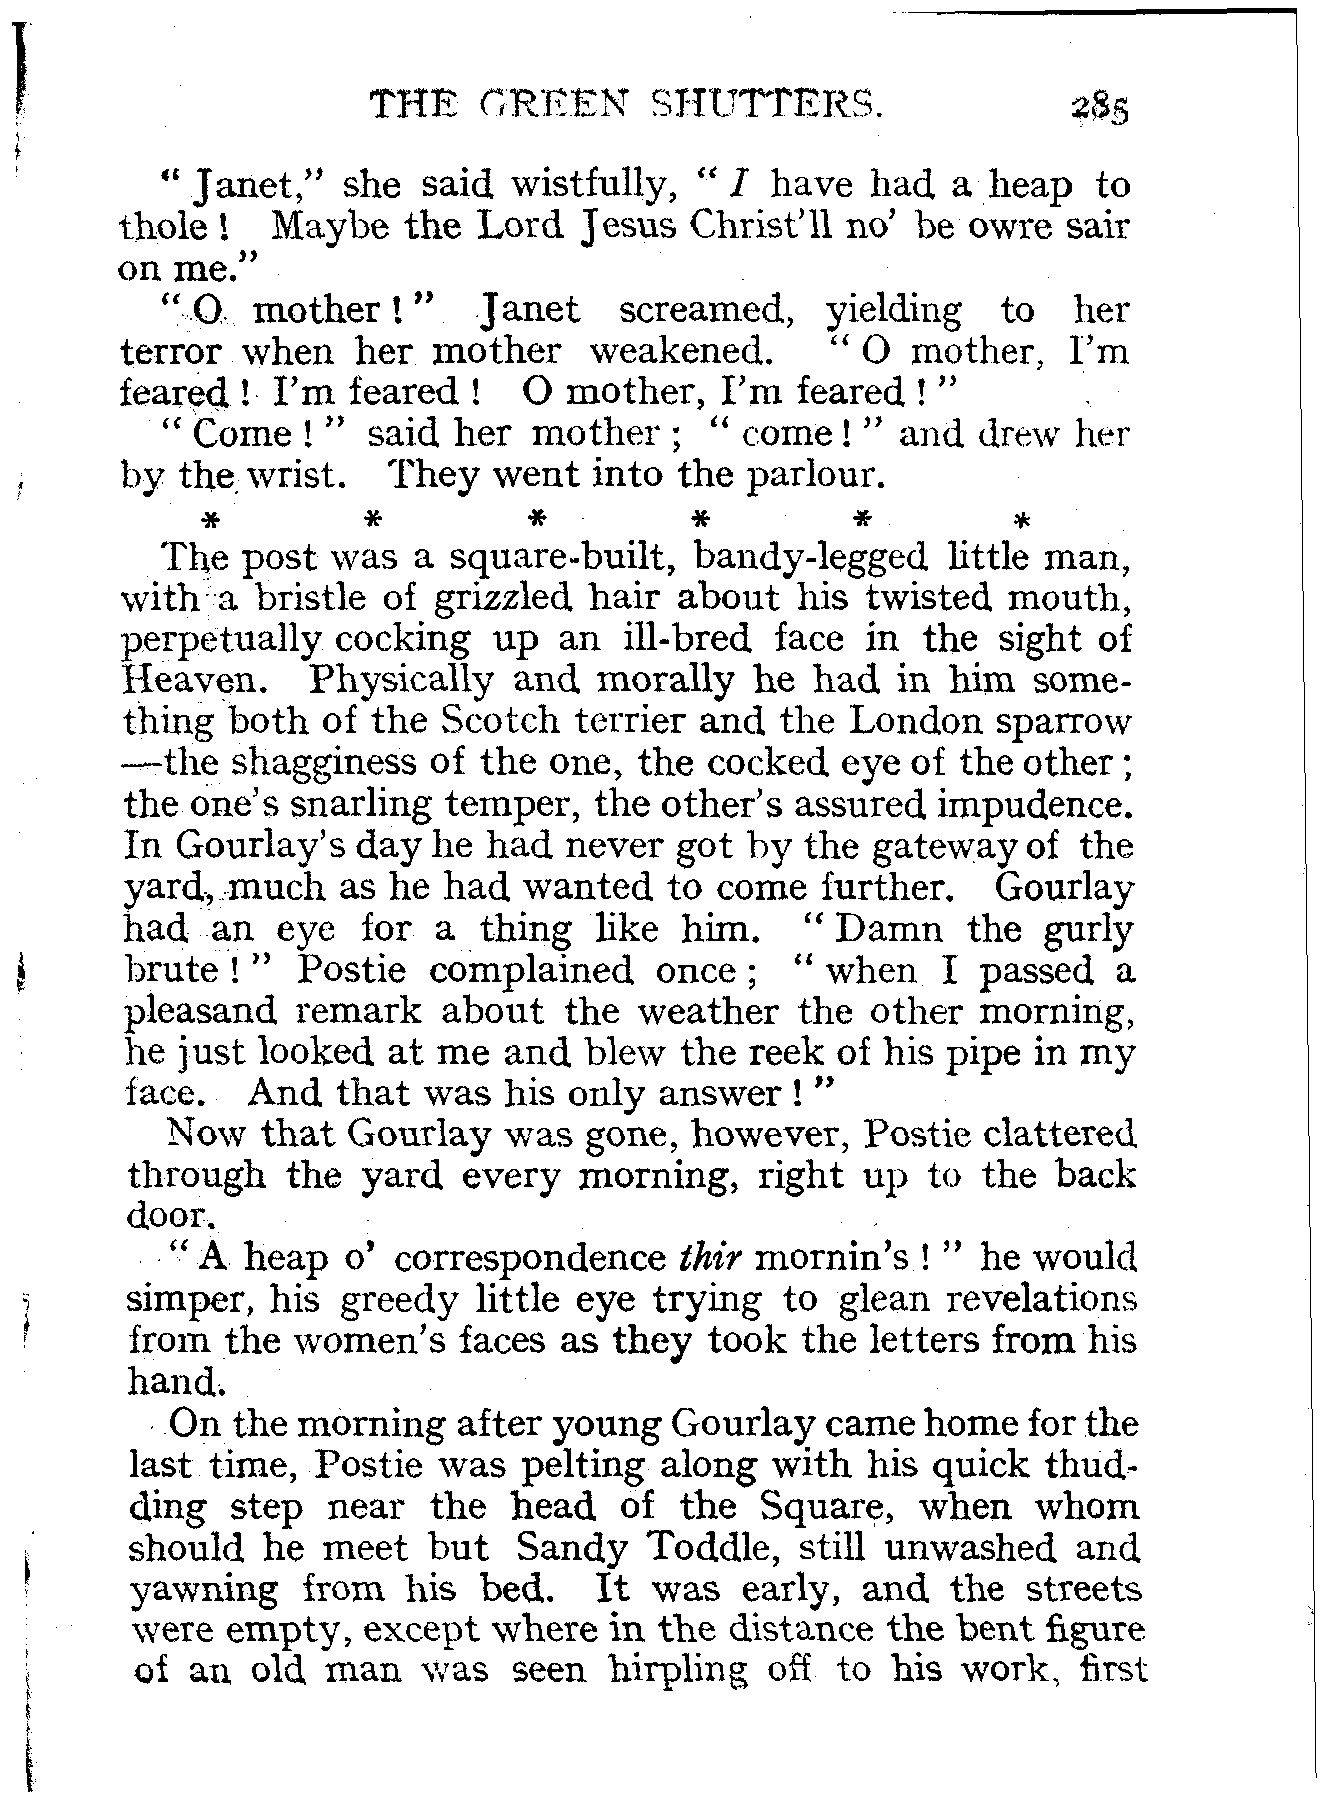 THE GREEN SHUTTERS. 285
“ Janet,” she said wistfully, “ I have had a heap to
thole ! Maybe the Lord Jesus Christ'll no' be owre sair
on me.”
“ O mother ! ” Janet screamed, yielding to her
terror when her mother weakened. “ O mother, I'm
feared ! I'm feared ! O mother, I'm feared ! ”
“ Come ! ” said her mother ; “ come ! ” and drew her
by the wrist. They went into the parlour.
* * * * * *
The post was a square-built, bandy-legged little man,
with a bristle of grizzled hair about his twisted mouth,
perpetually cocking up an ill-bred face in the sight of
Heaven. Physically and morally he had in him some-
thing both of the Scotch terrier and the London sparrow
—the shagginess of the one, the cocked eye of the other ;
the one's snarling temper, the other's assured impudence.
In Gourlay's day he had never got by the gateway of the
yard, much as he had wanted to come further. Gourlay
had an eye for a thing like him. “ Damn the gurly
brute ! ” Postie complained once ; “ when I passed a
pleasand remark about the weather the other morning,
he just looked at me and blew the reek of his pipe in my
face. And that was his only answer ! ”
Now that Gourlay was gone, however, Postie clattered
through the yard every morning, right up to the back
door.
“ A heap o' correspondence thir mornin's ! ” he would
simper, his greedy little eye trying to glean revelations
from the women's faces as they took the letters from his
hand.
On the morning after young Gourlay came home for the
last time, Postie was pelting along with his quick thud-
ding step near the head of the Square, when whom
should he meet but Sandy Toddle, still unwashed and
yawning from his bed. It was early, and the streets
were empty, except where in the distance the bent figure
of an old man was seen hirpling off to his work, first